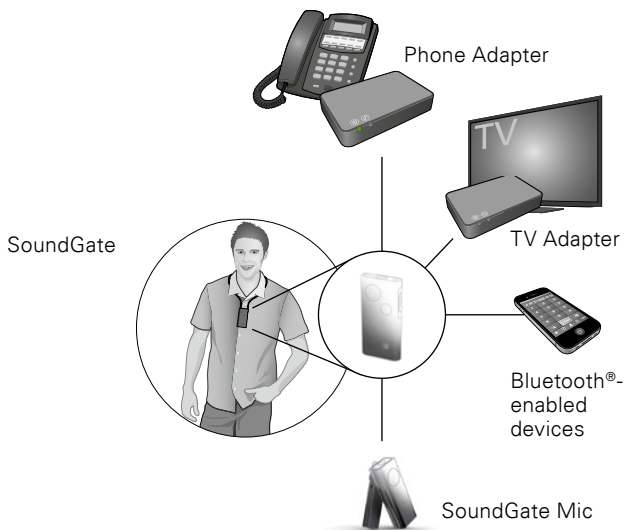 Phone Adapter
TV
TV Adapter
SoundGate
Bluetooth®-
enabled
devices
SoundGate Mic